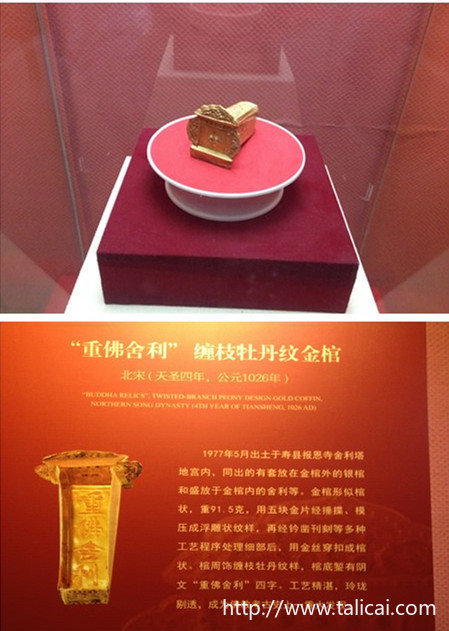 “重佛舍利” 缠枝牡丹纹金棺
北宋（天圣四年，公元1026年）
"BUDDHA RELICS", TWISTED-BRANCH PEONY DESIGN GOLD COFFIN,
NORTHERN SONG DYNASTY (4TH YEAR OF TIANSHENG, 1026 AD)
1977年5月出土于寿县报恩寺舍利塔
地宫内，同出的有套放在金棺外的银棺
和盛放于金棺内的舍利等。金棺形似棺
状，重91.5克，用五块金片经捶揲、模
压成浮雕状纹样，再经铃凿刊刻等多种
工艺程序处理细部后，用金丝穿扣成棺
状。棺周饰缠枝牡丹纹样，棺底錾有阴
文“重佛舍利”四字。工艺精湛，玲珑
剔透，成为
重佛舍利
http://www.talicai.com